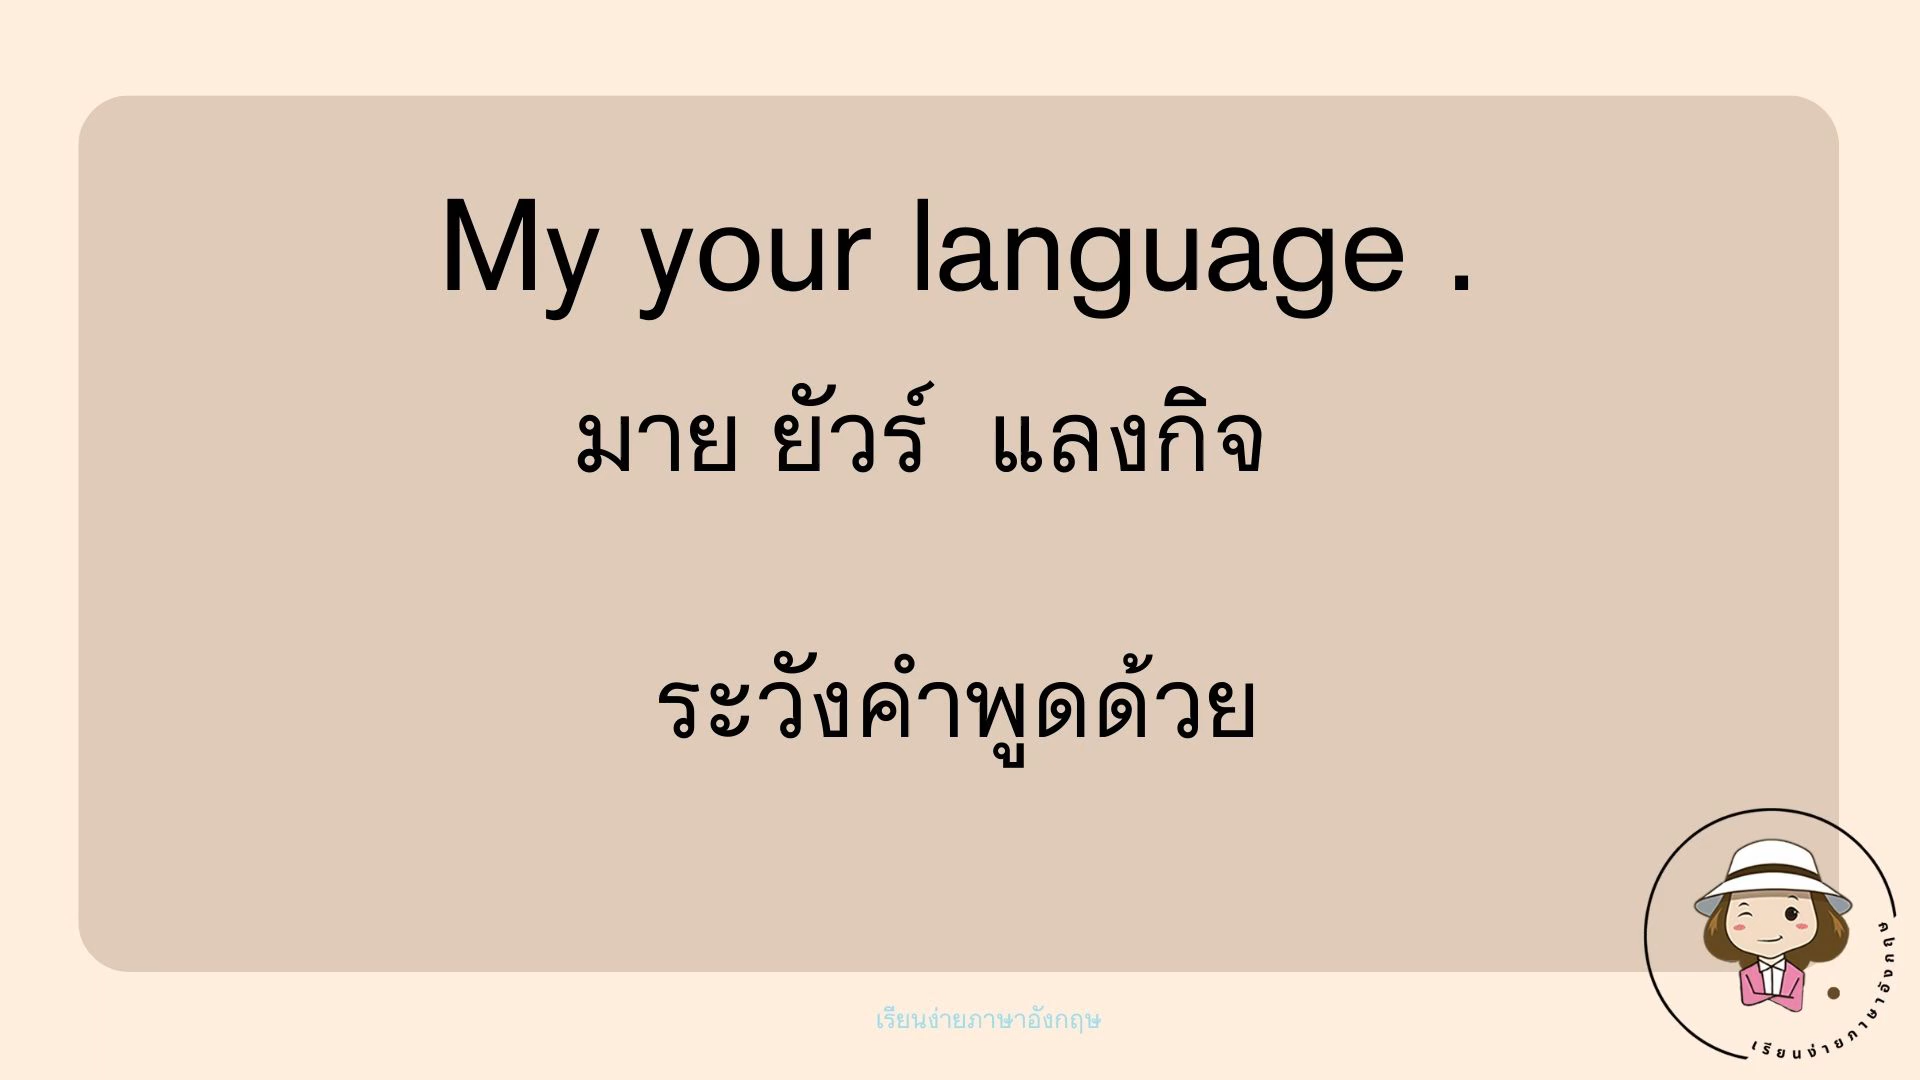 My your language .
มาย ยัวร์ แลงกิจ
ระวังคำพูดด้วย
เรียนง่ายภาษาอังกฤษ
เรียนง่ายภาษาอังกฤษ